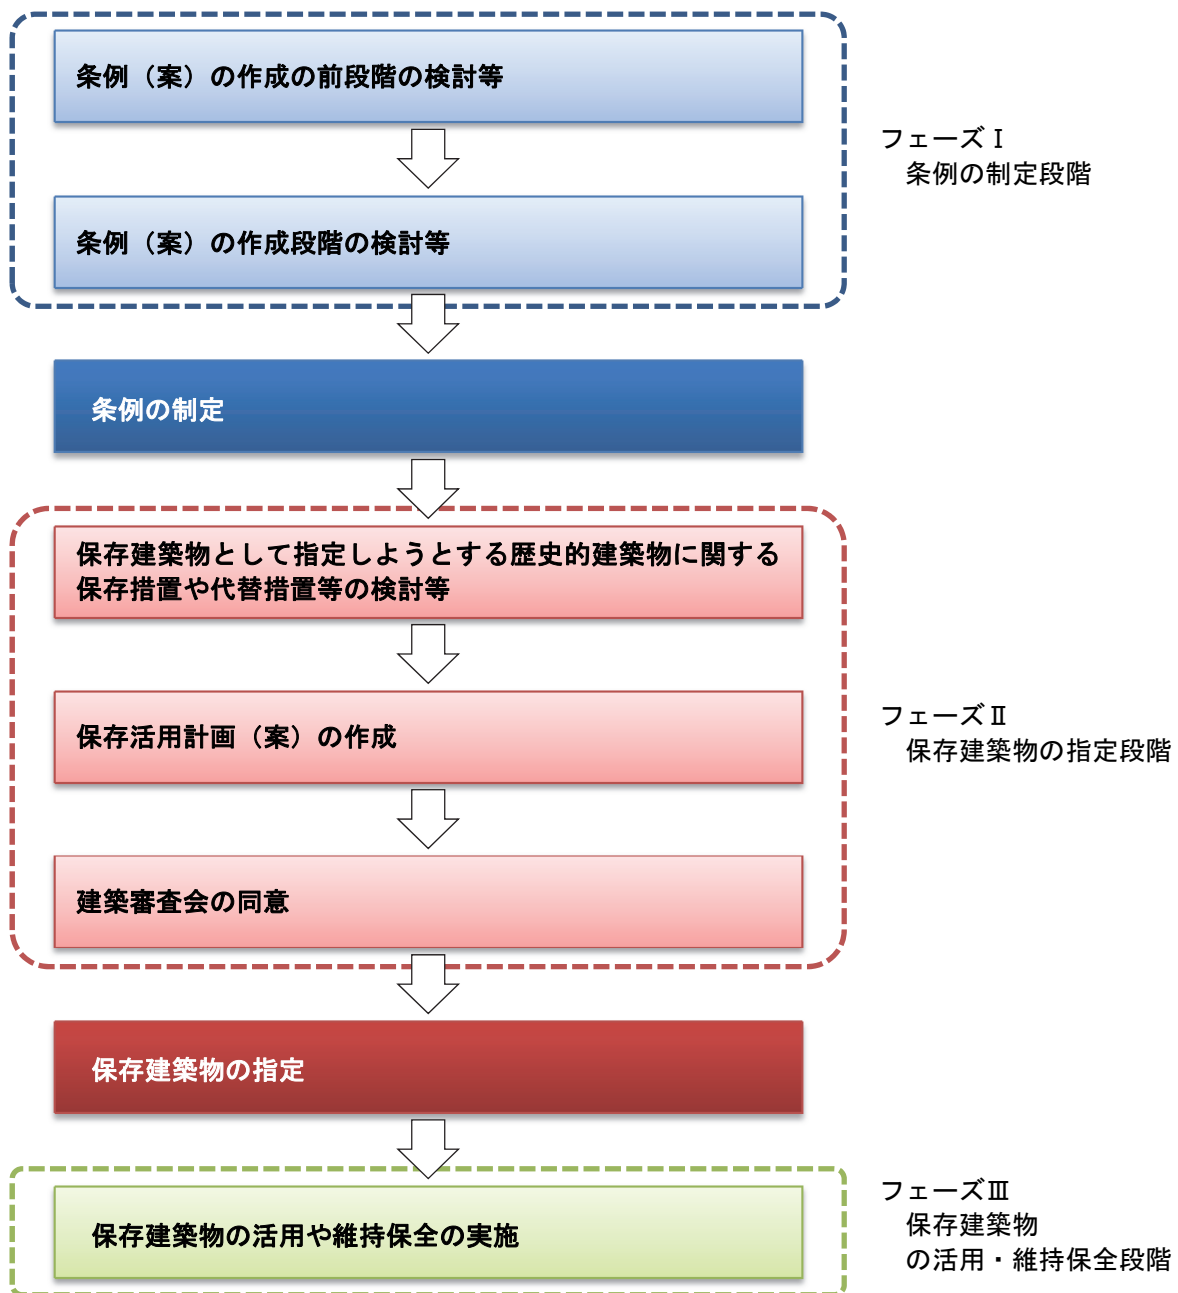 条例（案）の作成の前段階の検討等
フェーズⅠ
条例の制定段階
条例（案）の作成段階の検討等
条例の制定
保存建築物として指定しようとする歴史的建築物に関する
保存措置や代替措置等の検討等
フェーズⅡ
保存建築物の指定段階
保存活用計画（案）の作成
建築審査会の同意
保存建築物の指定
フェーズⅢ
保存建築物
の活用・維持保全段階
保存建築物の活用や維持保全の実施